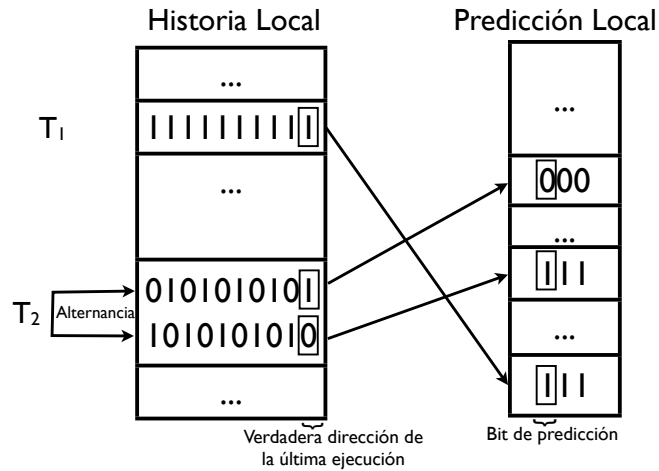 Historia Local
Predicción Local
...
T1
1111111111
...
...
000
...
T2
Alternancia
0101010101
1010101010
111
...
...
111
Verdadera dirección de
la última ejecución
Bit de predicción